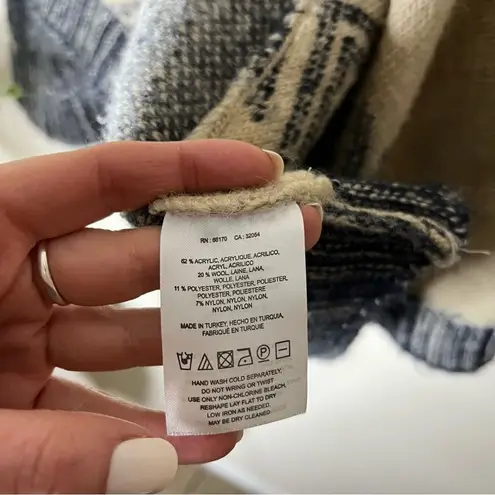 RN : 86170 CA : 32054
62 % ACRYLIC, ACRYLIQUE, ACRILICO
ACRYL, ACRILICO
20 % WOOL, LAINE, LANA,
WOLLE, LANA
11 % POLYESTER, POLYESTER, POLIESTER,
POLYESTER, POLIESTERE
7% NYLON, NYLON, NYLON,
NYLON, NYLON
MADE IN TURKEY, HECHO EN TURQUIA,
FABRIQUÉ EN TURQUIE
HAND WASH COLD SEPARATELY,
DO NOT WRING OR TWIST
USE ONLY NON-CHLORINE BLEACH,
RESHAPE LAY FLAT TO DRY
LOW IRON AS NEEDED,
MAY BE DRY CLEANED.